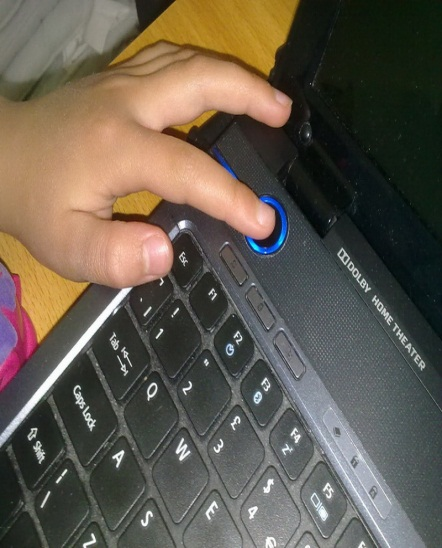 DOLBY HOME THEATER
Esc
F1
F2
F3
F4
F5
! 1
" 2
£ 3
$ 4
Tab
Q
W
E
Caps Lock
A
S
Shift
Z